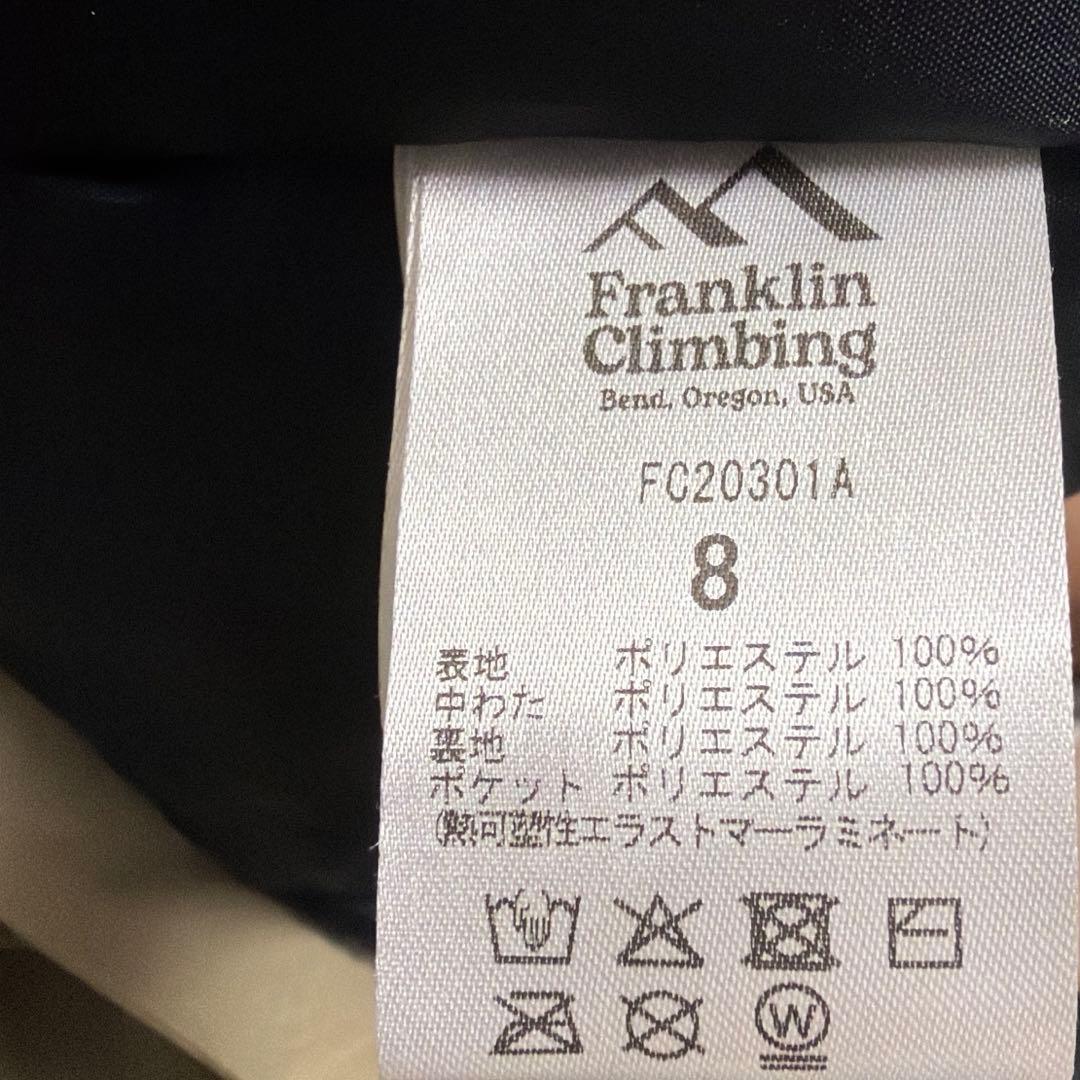 Franklin
Climbing
Bend, Oregon, USA
FC20301A
8
表地 ポリエステル 100%
中わた ポリエステル 100%
裏地 ポリエステル 100%
ポケット ポリエステル 100%
(熱可塑性エラストマーラミネート)
W